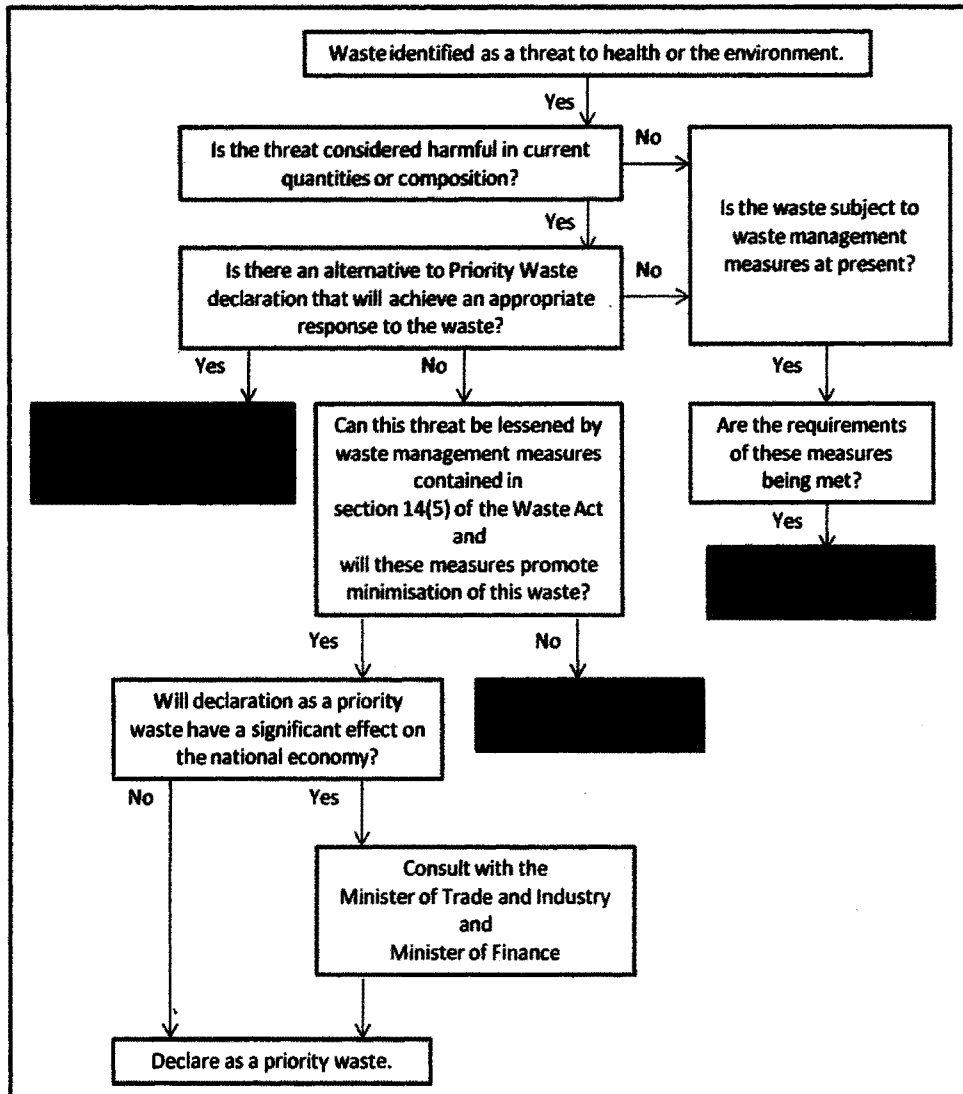 Waste identified as a threat to health or the environment.
Yes
Is the threat considered harmful in current
quantities or composition?
No
Is the waste subject to
waste management
measures at present?
Yes
Is there an alternative to Priority Waste
declaration that will achieve an appropriate
response to the waste?
No
Yes
No
Yes
Can this threat be lessened by
waste management measures
contained in
section 14(5) of the Waste Act
and
will these measures promote
minimisation of this waste?
Are the requirements
of these measures
being met?
Yes
Yes
No
Will declaration as a priority
waste have a significant effect on
the national economy?
No
Yes
Consult with the
Minister of Trade and Industry
and
Minister of Finance
Declare as a priority waste.